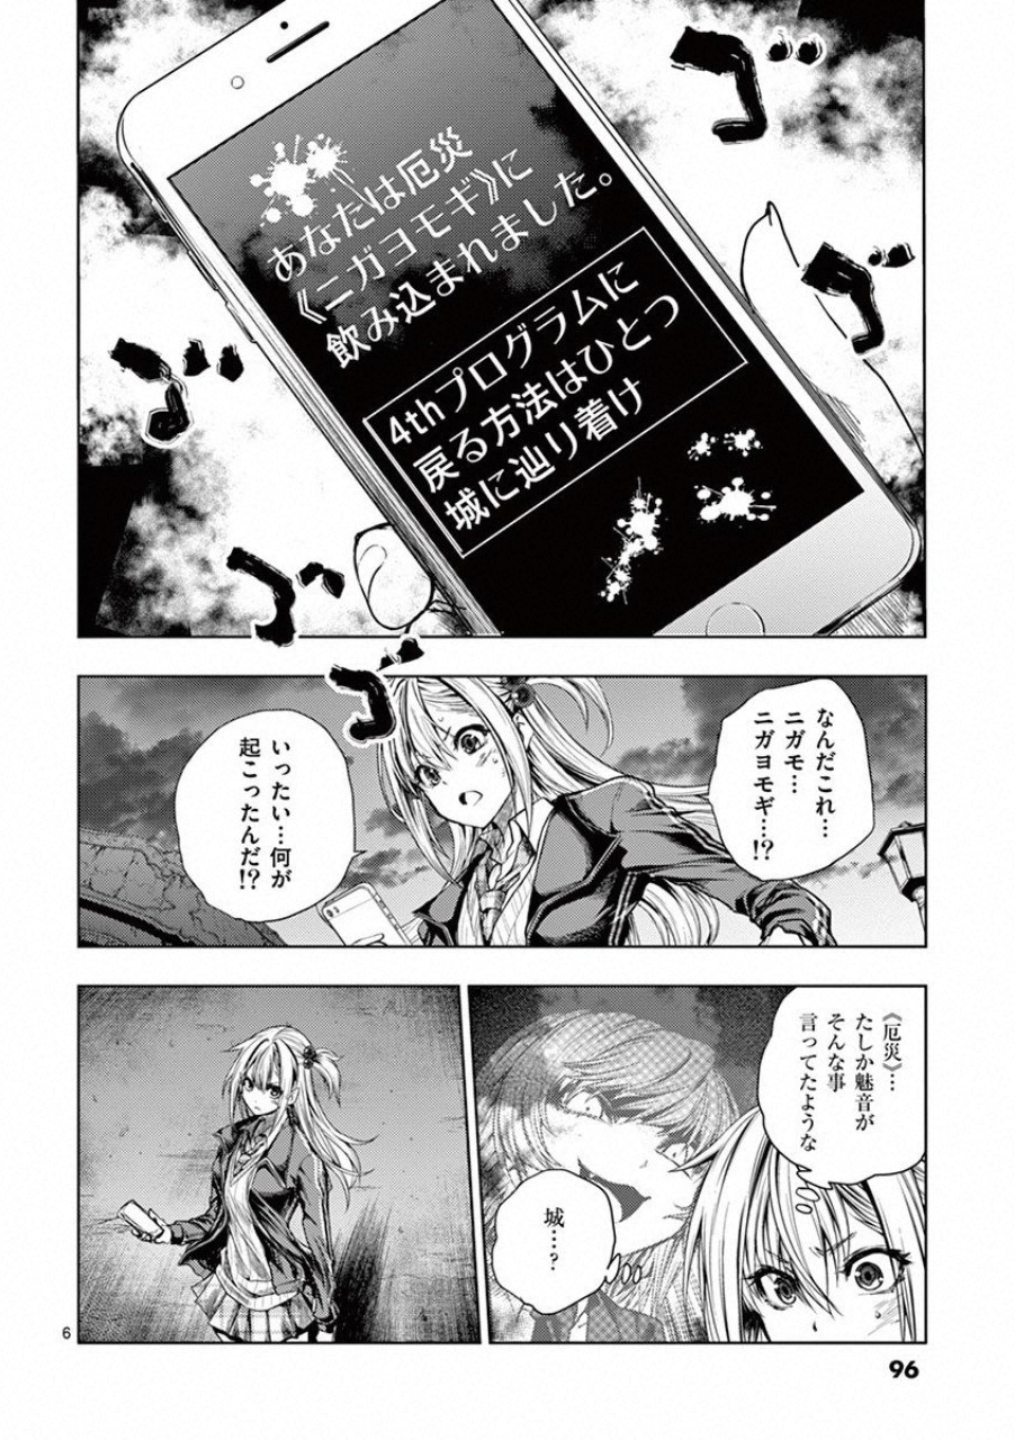 ゴ
ゴ
ゴ
ゴ
ゴ
ゴ
あなたは厄災
《ニガヨモギ》に
飲み込まれました。
4thプログラムに
戻る方法はひとつ
城に辿り着け
なんだこれ…
ニガモ…
ニガヨモギ…!?
いったい…何が
起こったんだ!?
《厄災》…
たしか魅音が
そんな事
言ってたような
城…?
6
96